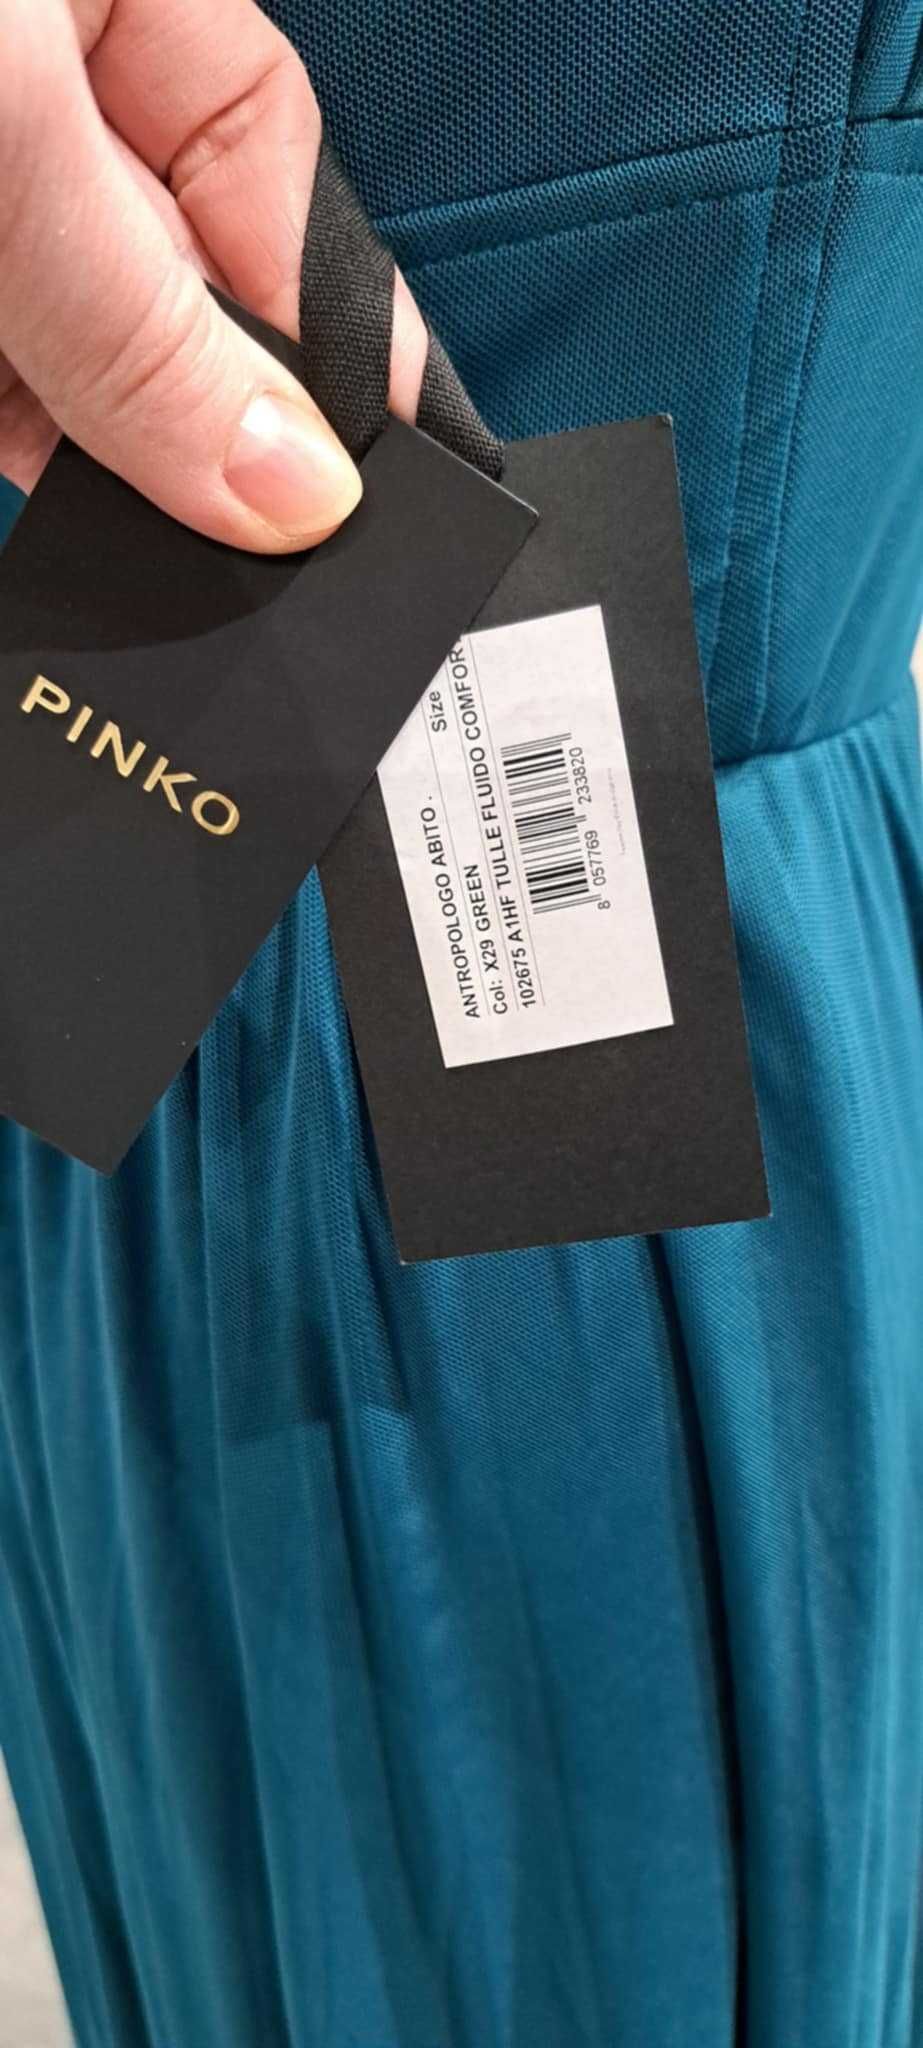 PINKO
ANTROPOLOGO ABITO . Size
Col: X29 GREEN
102675 A1HF TULLE FLUIDO COMFOR
8 057769 233820